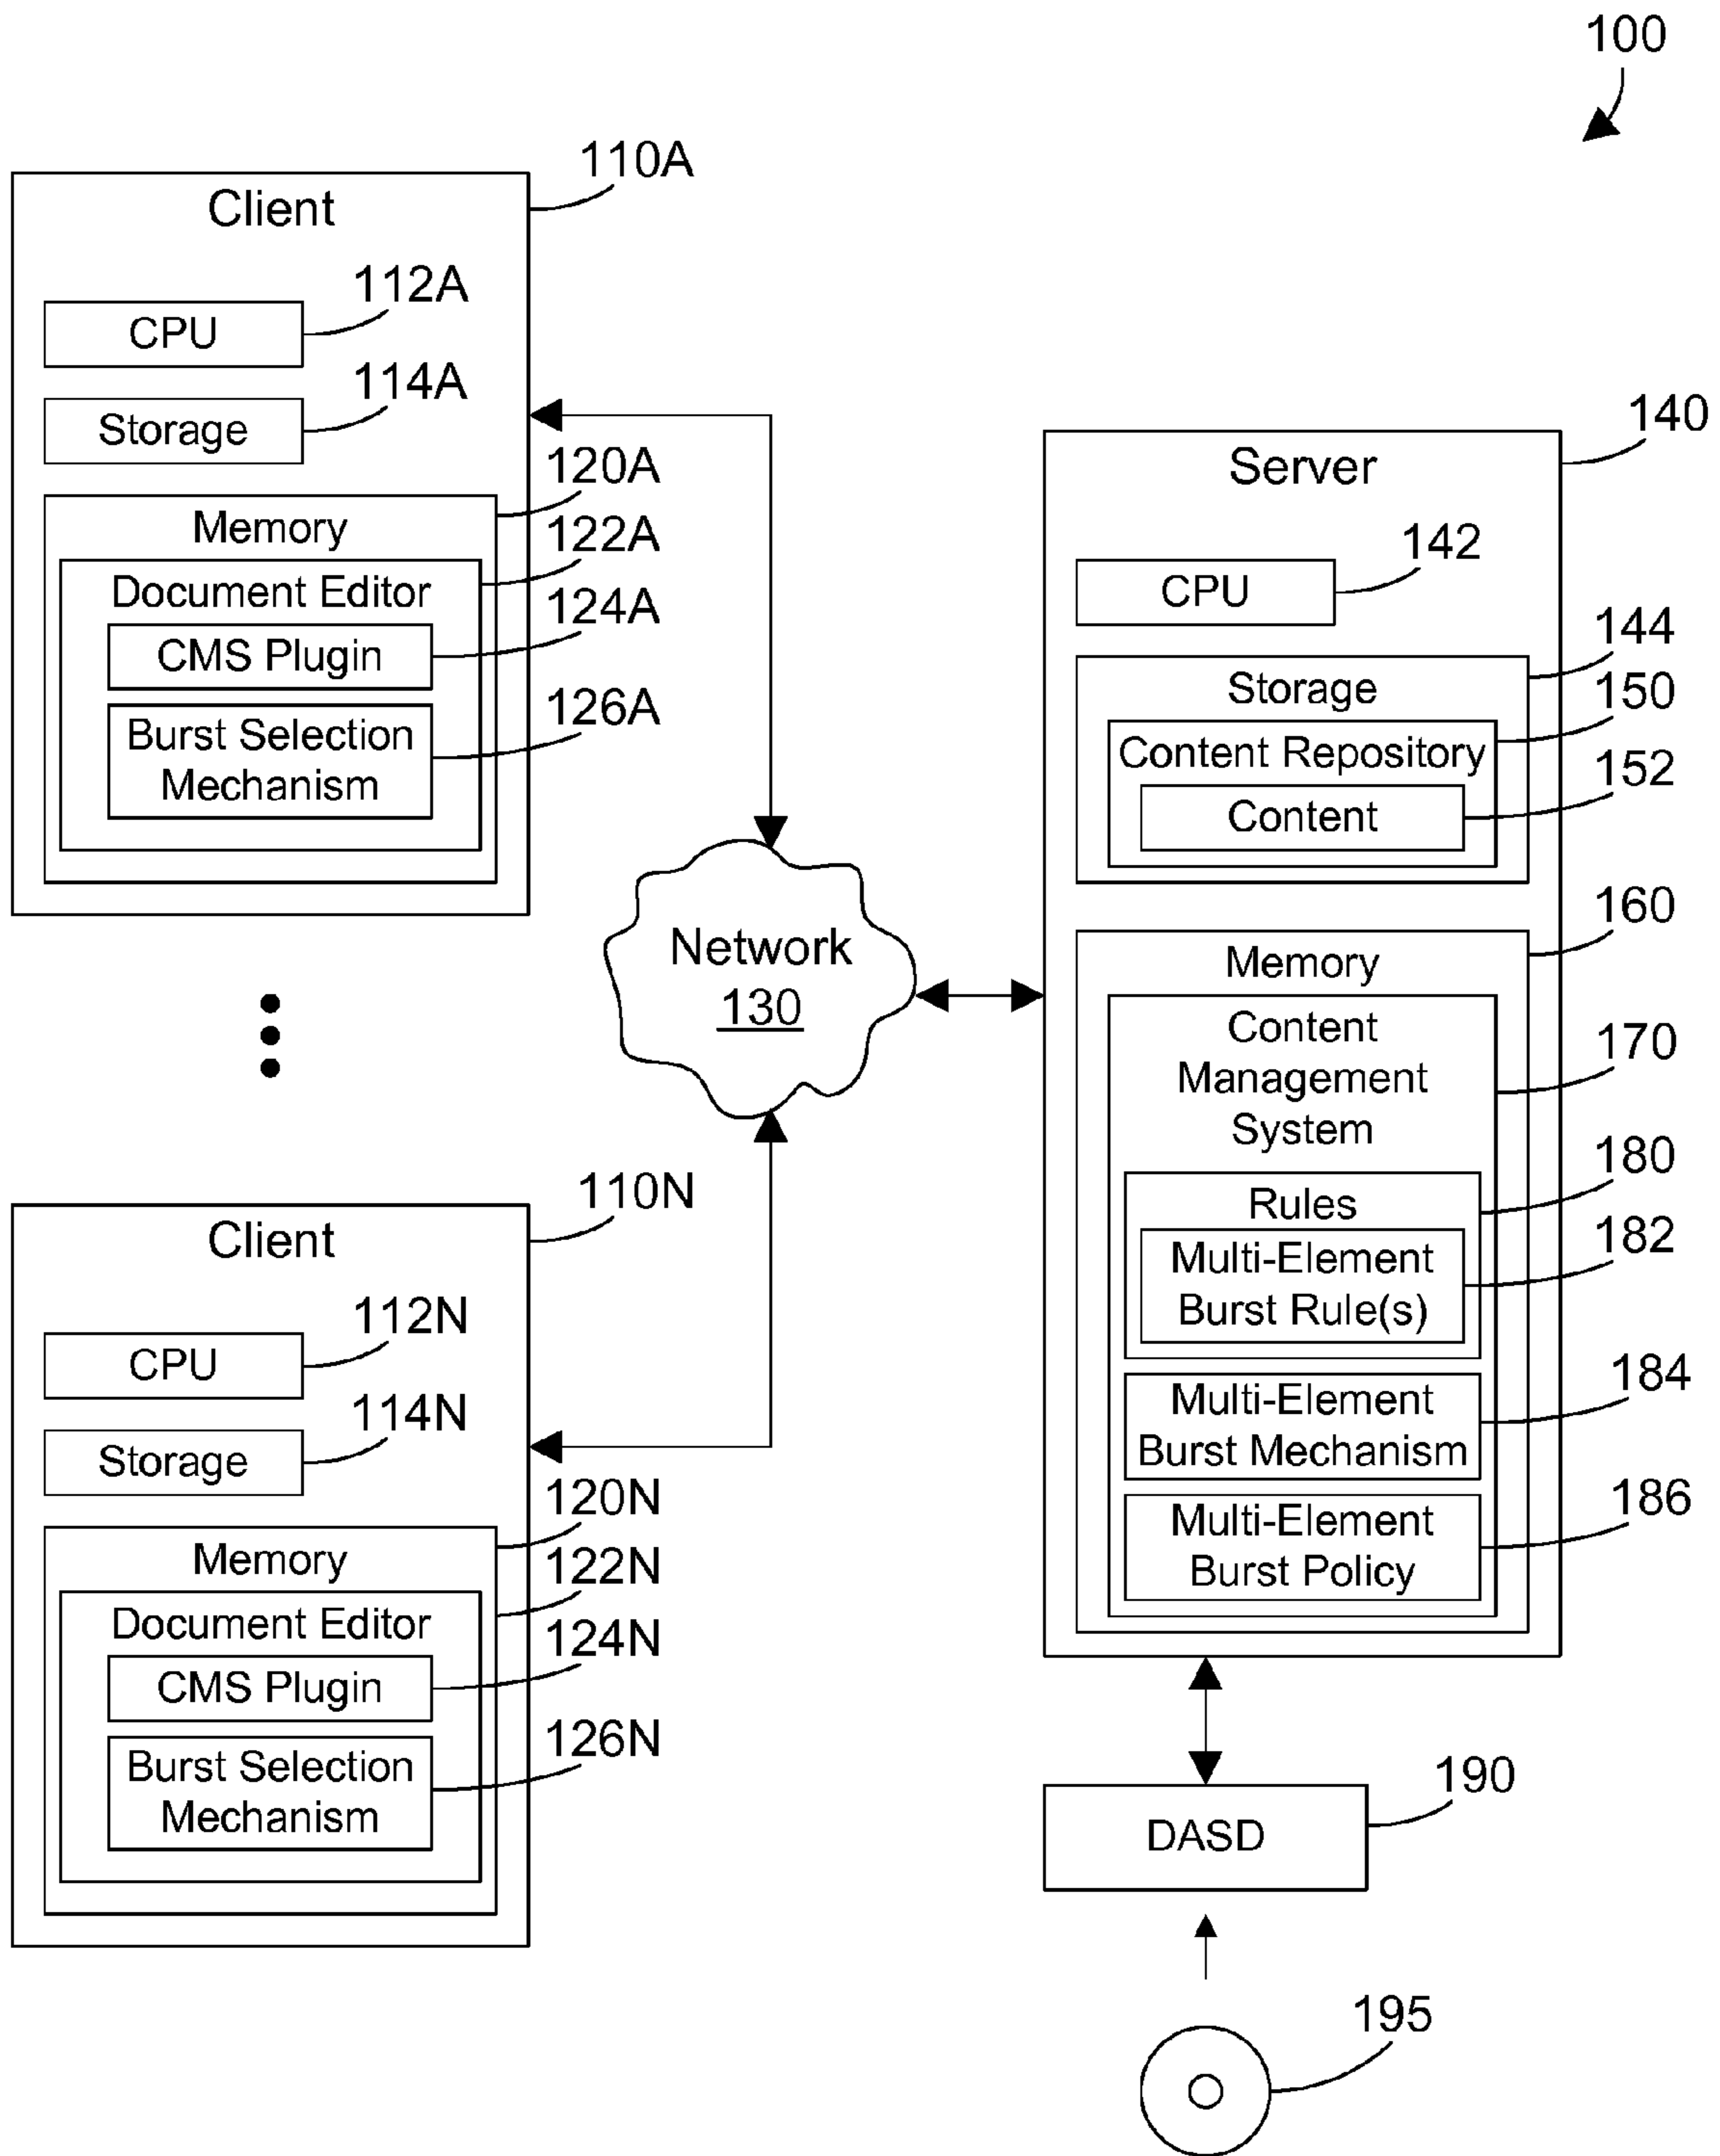 100
110A
Client
112A
CPU
114A
Storage
120A
Memory
122A
Document Editor
124A
CMS Plugin
126A
Burst Selection
Mechanism
Network
130
110N
Client
112N
CPU
114N
Storage
120N
Memory
122N
Document Editor
124N
CMS Plugin
126N
Burst Selection
Mechanism
140
Server
142
CPU
144
Storage
150
Content Repository
152
Content
160
Memory
170
Content
Management
System
180
Rules
182
Multi-Element
Burst Rule(s)
184
Multi-Element
Burst Mechanism
186
Multi-Element
Burst Policy
190
DASD
195